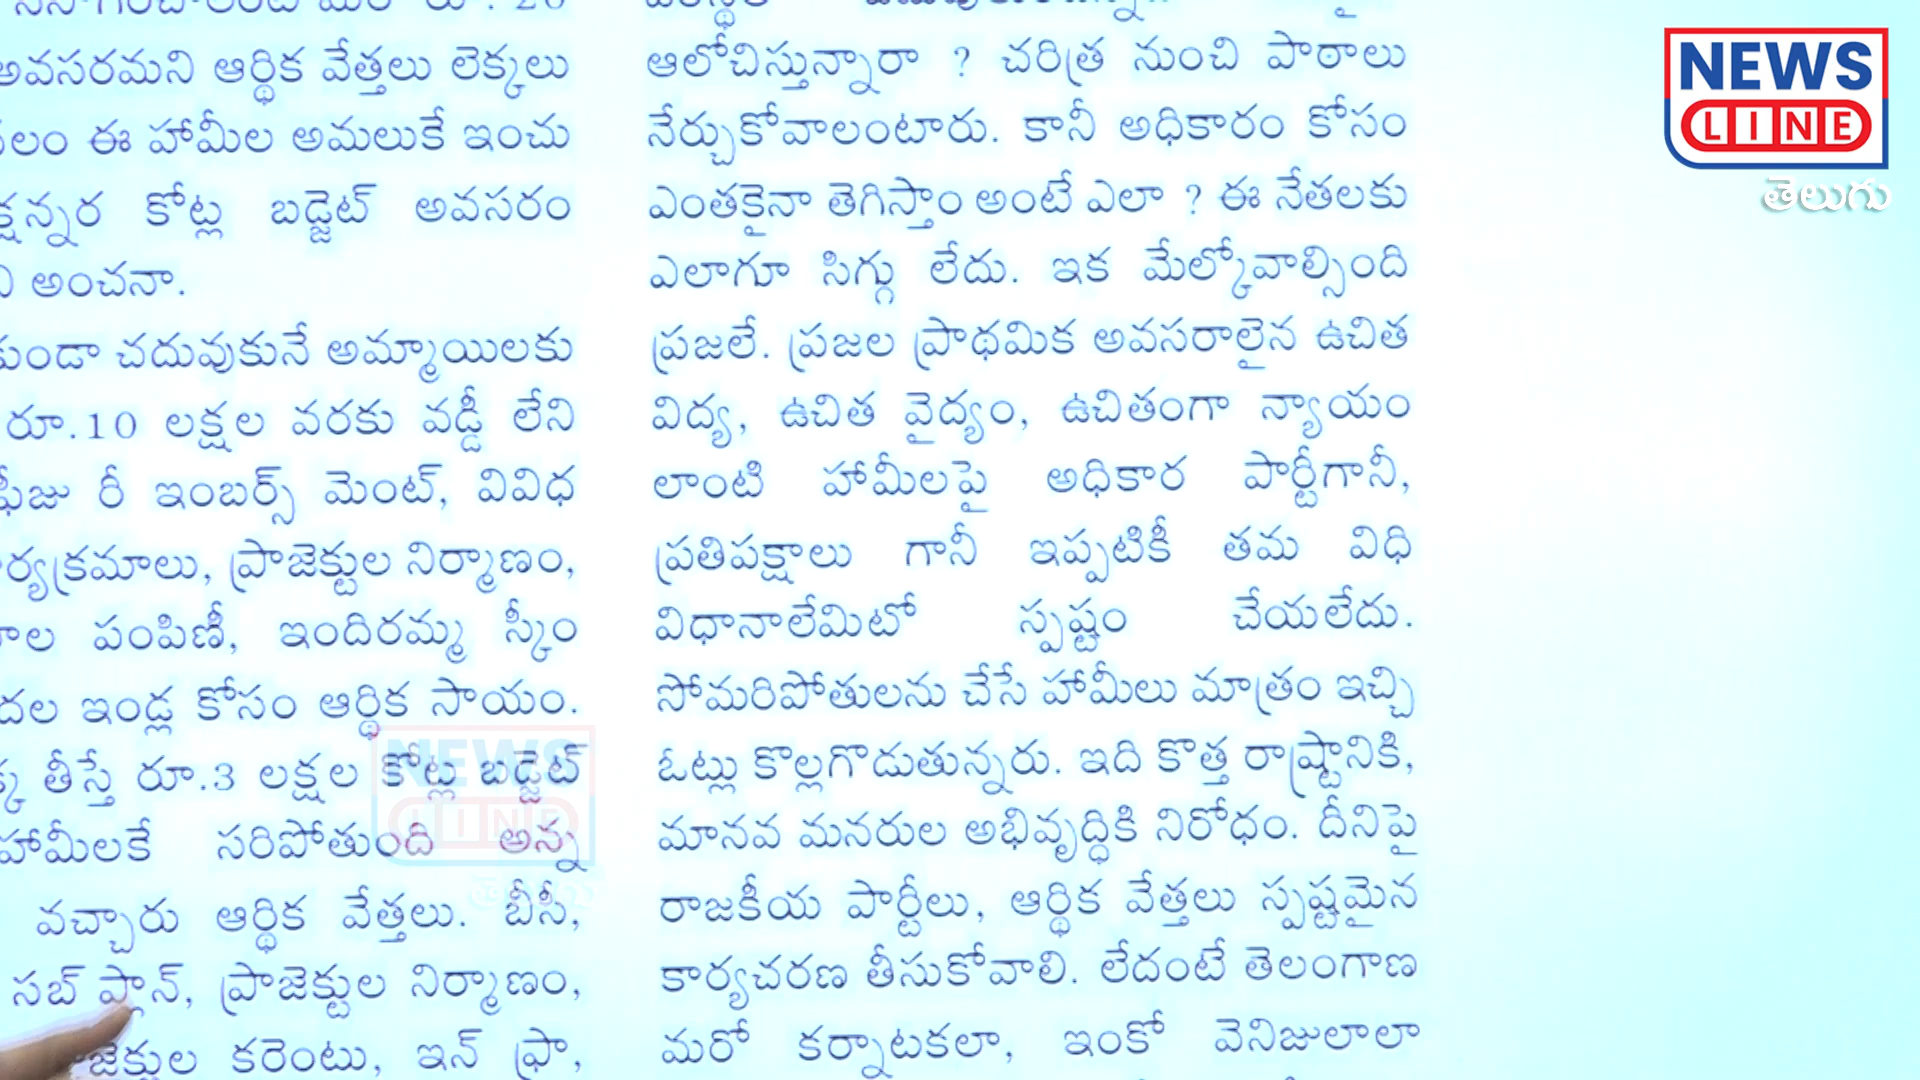 అవసరమని ఆర్థిక వేత్తలు లెక్కలు
ఈ హామీల అమలుకే ఇంచు
కోట్ల బడ్జెట్ అవసరం
అంచనా.
చదువుకునే అమ్మాయిలకు
రూ.10 లక్షల వరకు వడ్డీ లేని
ఫీజు రీ ఇంబర్స్ మెంట్, వివిధ
ప్రాజెక్టుల నిర్మాణం,
పంపిణీ, ఇందిరమ్మ స్కీం
ఇండ్ల కోసం ఆర్థిక సాయం.
తీస్తే రూ.3 లక్షల కోట్ల బడ్జెట్
హామీలకే సరిపోతుంది అన్న
వచ్చారు ఆర్థిక వేత్తలు. బీసీ,
సబ్ ప్లాన్, ప్రాజెక్టుల నిర్మాణం,
కరెంటు, ఇన్ ఫ్రా,
ఆలోచిస్తున్నారా ? చరిత్ర నుంచి పాఠాలు
నేర్చుకోవాలంటారు. కానీ అధికారం కోసం
ఎంతకైనా తెగిస్తాం అంటే ఎలా ? ఈ నేతలకు
ఎలాగూ సిగ్గు లేదు. ఇక మేల్కోవాల్సింది
ప్రజలే. ప్రజల ప్రాథమిక అవసరాలైన ఉచిత
విద్య, ఉచిత వైద్యం, ఉచితంగా న్యాయం
లాంటి హామీలపై అధికార పార్టీగానీ,
ప్రతిపక్షాలు గానీ ఇప్పటికీ తమ విధి
విధానాలేమిటో స్పష్టం చేయలేదు.
సోమరిపోతులను చేసే హామీలు మాత్రం ఇచ్చి
ఓట్లు కొల్లగొడుతున్నరు. ఇది కొత్త రాష్ట్రానికి,
మానవ మనరుల అభివృద్ధికి నిరోధం. దీనిపై
రాజకీయ పార్టీలు, ఆర్థిక వేత్తలు స్పష్టమైన
కార్యచరణ తీసుకోవాలి. లేదంటే తెలంగాణ
మరో కర్నాటకలా, ఇంకో వెనిజులాలా
NEWS
LINE
తెలుగు
NEWS
LINE
తెలుగు